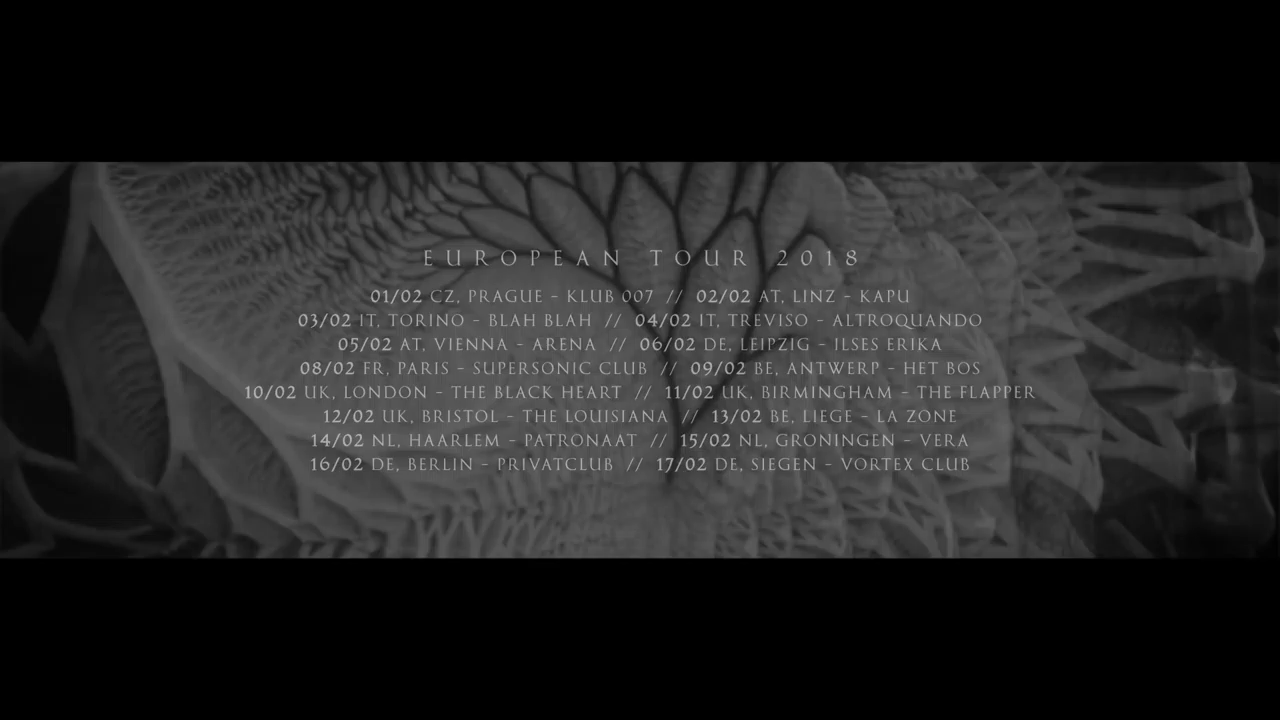 EUROPEAN TOUR 2018
01/02 CZ, PRAGUE - KLUB 007 // 02/02 AT, LINZ - KAPU
03/02 IT, TORINO - BLAH BLAH // 04/02 IT, TREVISO - ALTROQUANDO
05/02 AT, VIENNA - ARENA // 06/02 DE, LEIPZIG - ILSES ERIKA
08/02 FR, PARIS - SUPERSONIC CLUB // 09/02 BE, ANTWERP - HET BOS
10/02 UK, LONDON - THE BLACK HEART // 11/02 UK, BIRMINGHAM - THE FLAPPER
12/02 UK, BRISTOL - THE LOUISIANA // 13/02 BE, LIEGE - LA ZONE
14/02 NL, HAARLEM - PATRONAAT // 15/02 NL, GRONINGEN - VERA
16/02 DE, BERLIN - PRIVATCLUB // 17/02 DE, SIEGEN - VORTEX CLUB